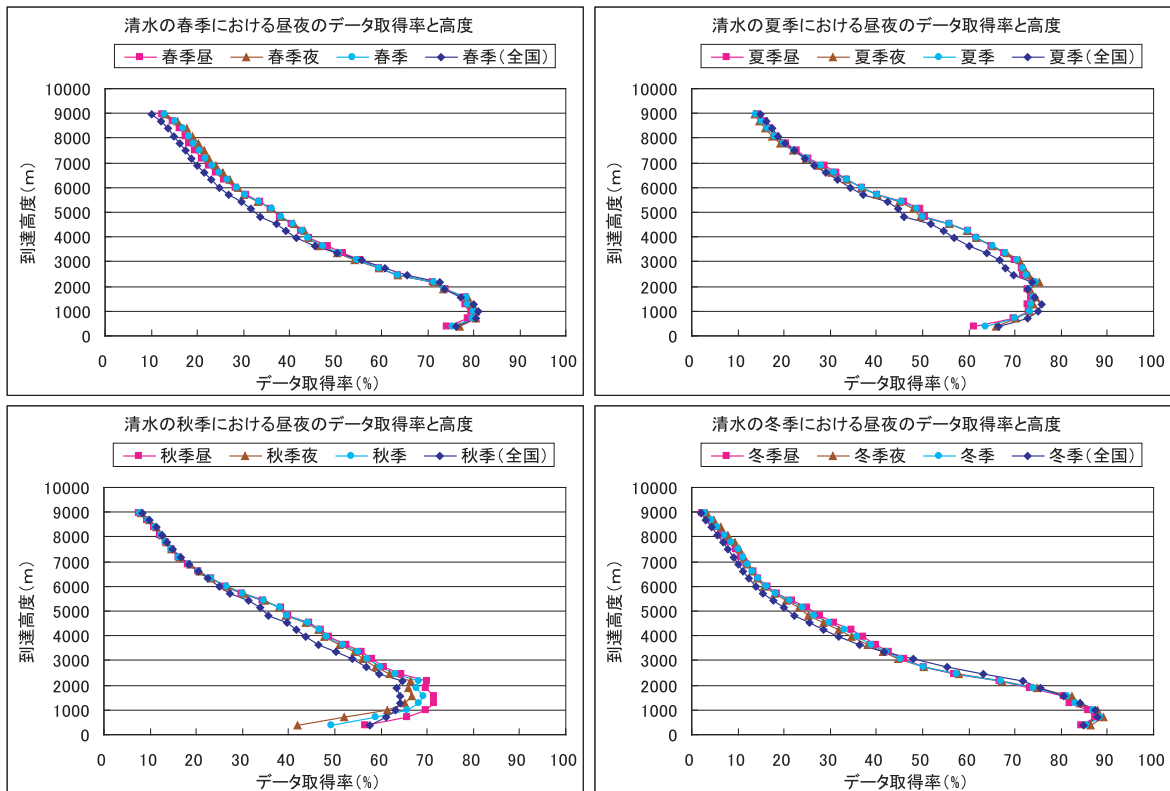 清水の春季における昼夜のデータ取得率と高度
春季昼 春季夜 春季 春季(全国)
10000
9000
8000
7000
6000
5000
4000
3000
2000
1000
0
到達高度(m)
0 10 20 30 40 50 60 70 80 90 100
データ取得率(%)
清水の夏季における昼夜のデータ取得率と高度
夏季昼 夏季夜 夏季 夏季(全国)
10000
9000
8000
7000
6000
5000
4000
3000
2000
1000
0
到達高度(m)
0 10 20 30 40 50 60 70 80 90 100
データ取得率(%)
清水の秋季における昼夜のデータ取得率と高度
秋季昼 秋季夜 秋季 秋季(全国)
10000
9000
8000
7000
6000
5000
4000
3000
2000
1000
0
到達高度(m)
0 10 20 30 40 50 60 70 80 90 100
データ取得率(%)
清水の冬季における昼夜のデータ取得率と高度
冬季昼 冬季夜 冬季 冬季(全国)
10000
9000
8000
7000
6000
5000
4000
3000
2000
1000
0
到達高度(m)
0 10 20 30 40 50 60 70 80 90 100
データ取得率(%)